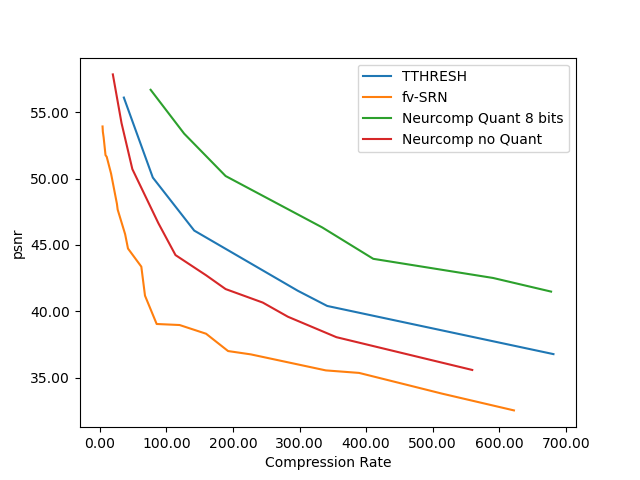 TTHRESH
fv-SRN
Neurcomp Quant 8 bits
Neurcomp no Quant
55.00
50.00
45.00
40.00
35.00
psnr
0.00 100.00 200.00 300.00 400.00 500.00 600.00 700.00
Compression Rate